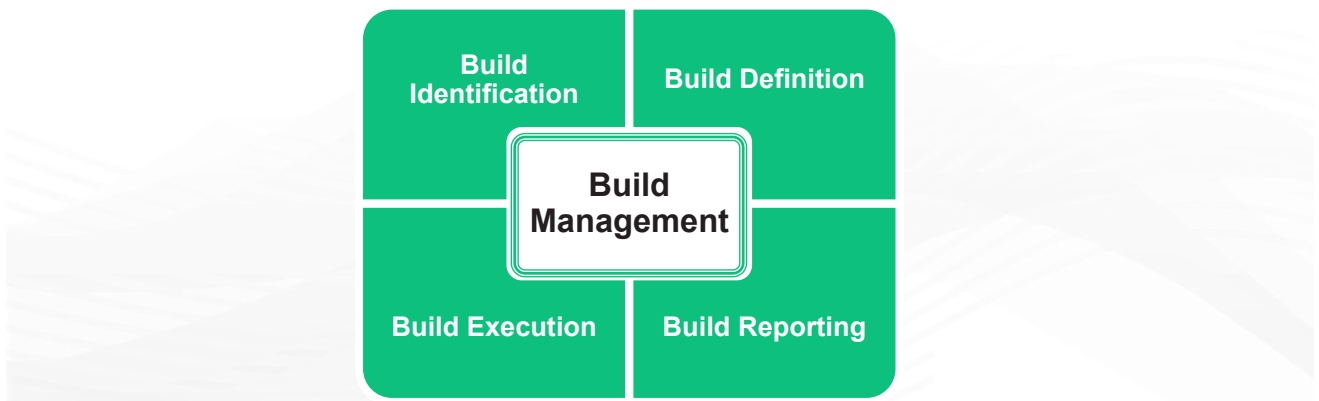 Build
Identification
Build Definition
Build
Management
Build Execution
Build Reporting